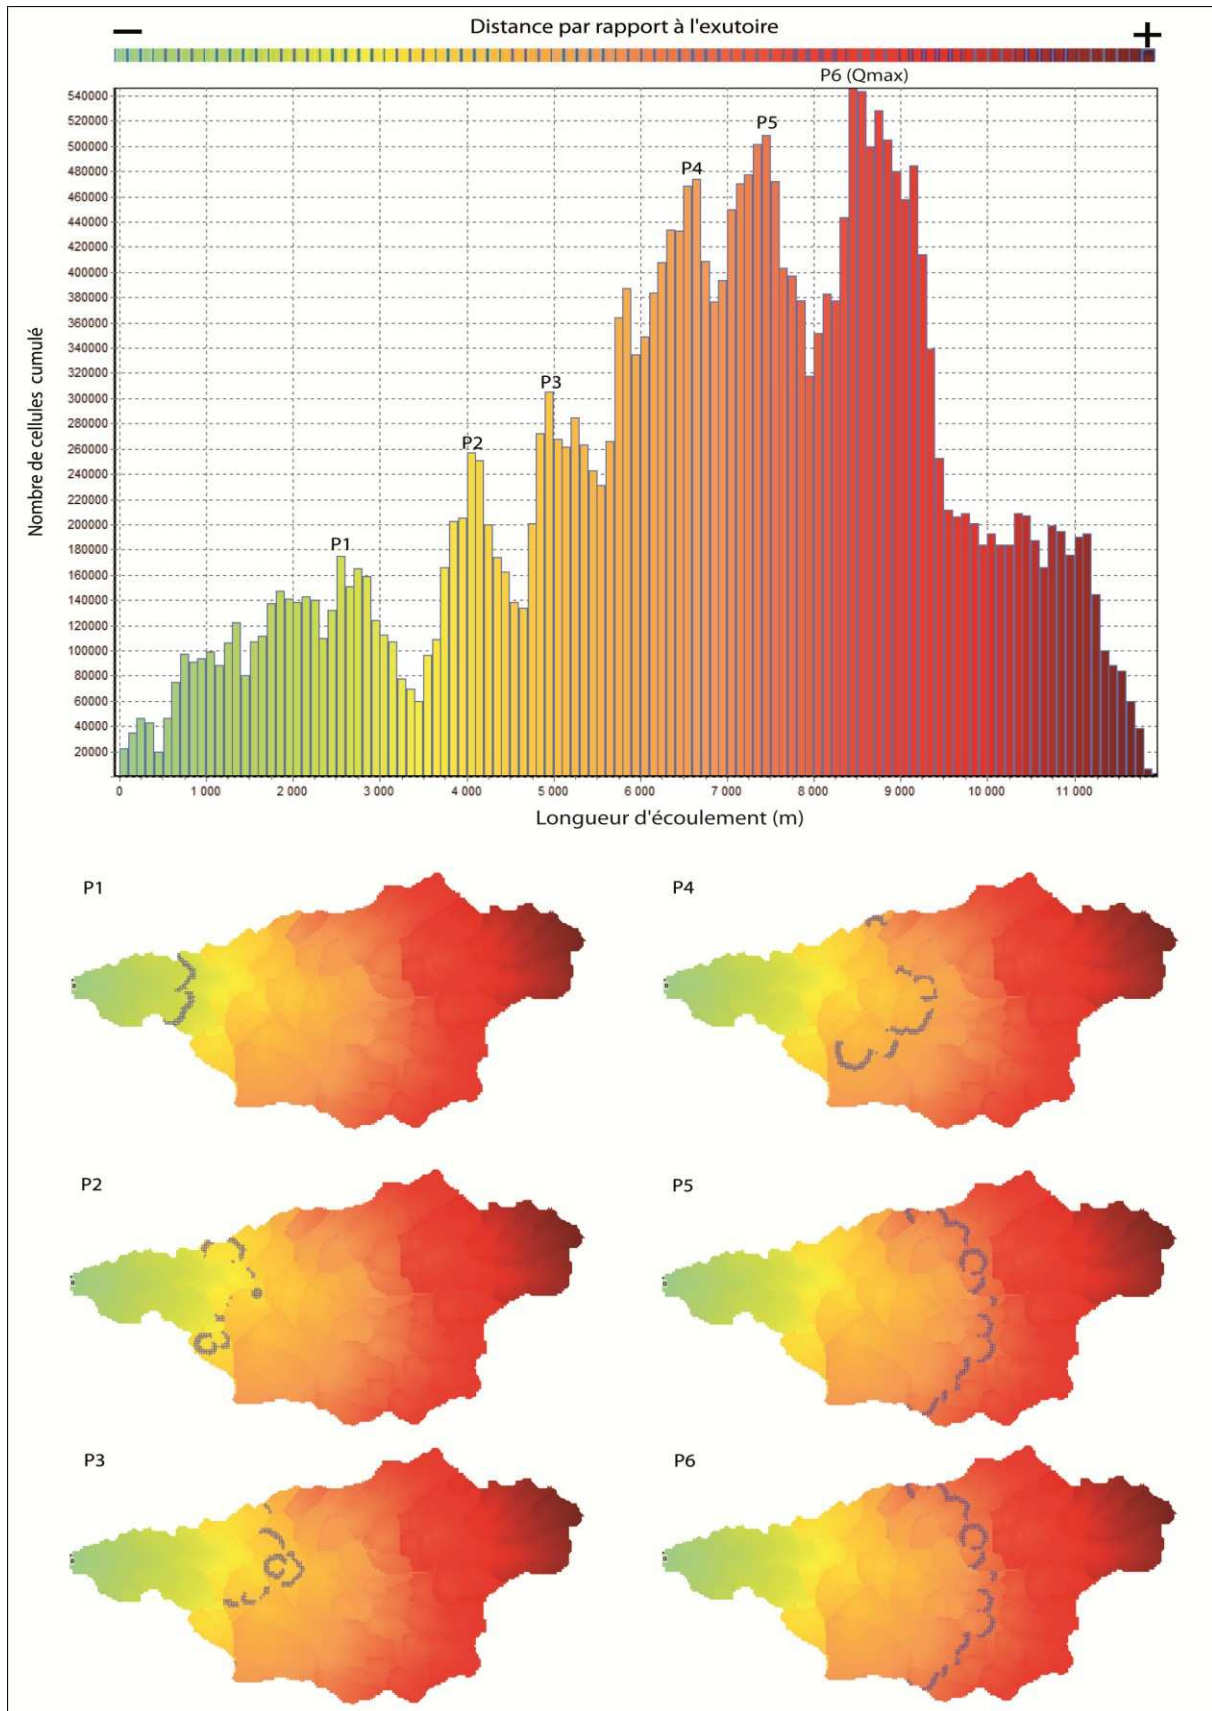 Distance par rapport à l'exutoire
− +
P6 (Qmax)
540000
520000
500000
480000
460000
440000
420000
400000
380000
360000
340000
320000
300000
280000
260000
240000
220000
200000
180000
160000
140000
120000
100000
80000
60000
40000
20000
Nombre de cellules cumulé
P5
P4
P3
P2
P1
0 1 000 2 000 3 000 4 000 5 000 6 000 7 000 8 000 9 000 10 000 11 000
Longueur d'écoulement (m)
P1
P4
P2
P5
P3
P6